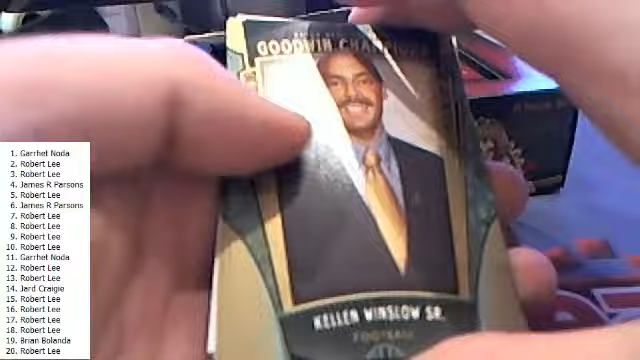 GOODWIN CHAMPIONS
KELLEN WINSLOW SR.
FOOTBALL
1. Garrhet Noda
2. Robert Lee
3. Robert Lee
4. James R Parsons
5. Robert Lee
6. James R Parsons
7. Robert Lee
8. Robert Lee
9. Robert Lee
10. Robert Lee
11. Garrhet Noda
12. Robert Lee
13. Robert Lee
14. Jard Craigie
15. Robert Lee
16. Robert Lee
17. Robert Lee
18. Robert Lee
19. Brian Bolanda
20. Robert Lee